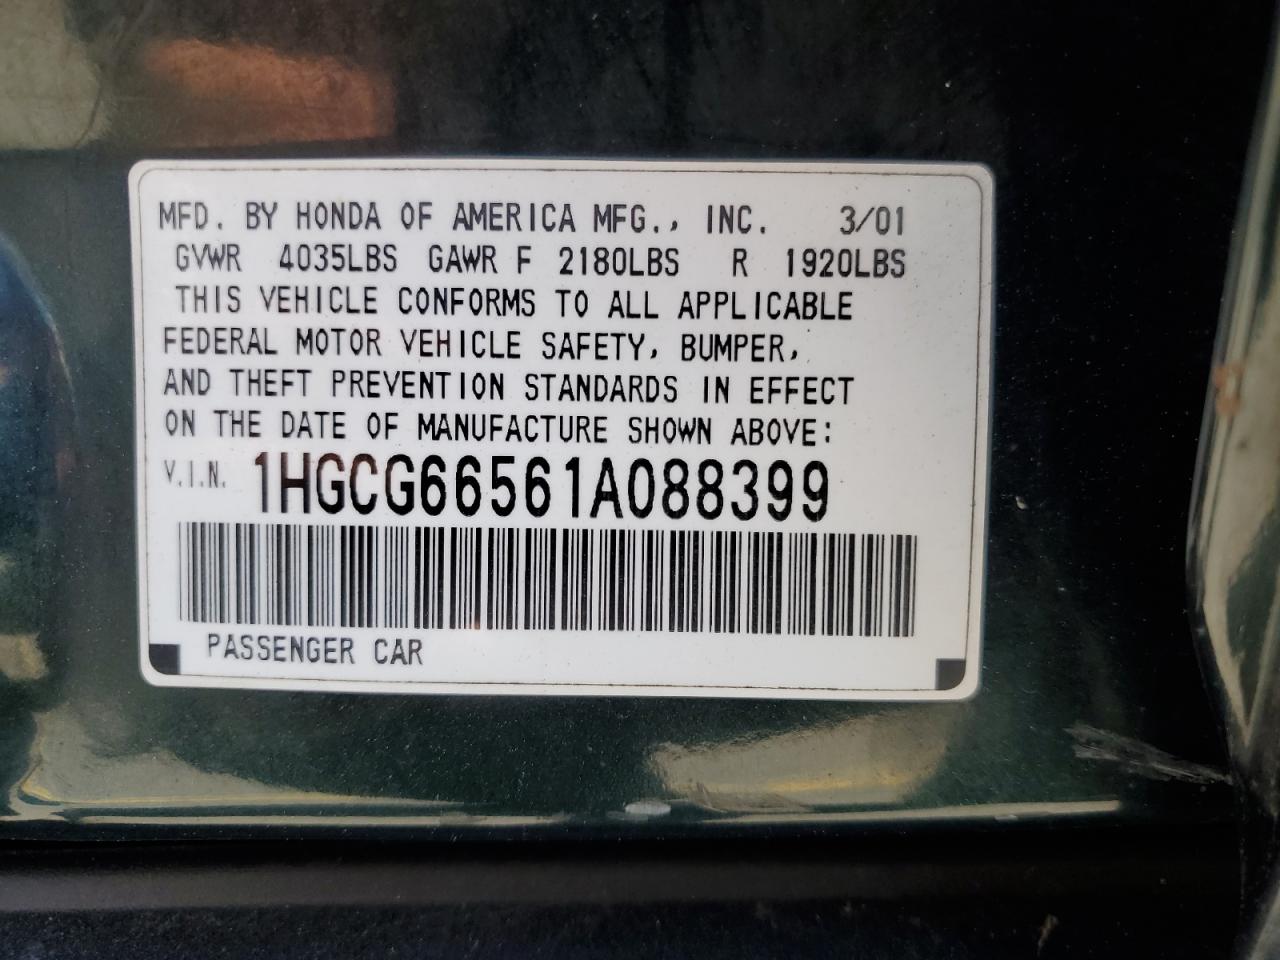 MFD. BY HONDA OF AMERICA MFG., INC. 3/01
GVWR 4035LBS GAWR F 2180LBS R 1920LBS
THIS VEHICLE CONFORMS TO ALL APPLICABLE
FEDERAL MOTOR VEHICLE SAFETY, BUMPER,
AND THEFT PREVENTION STANDARDS IN EFFECT
ON THE DATE OF MANUFACTURE SHOWN ABOVE:
V.I.N. 1HGCG66561A088399
PASSENGER CAR